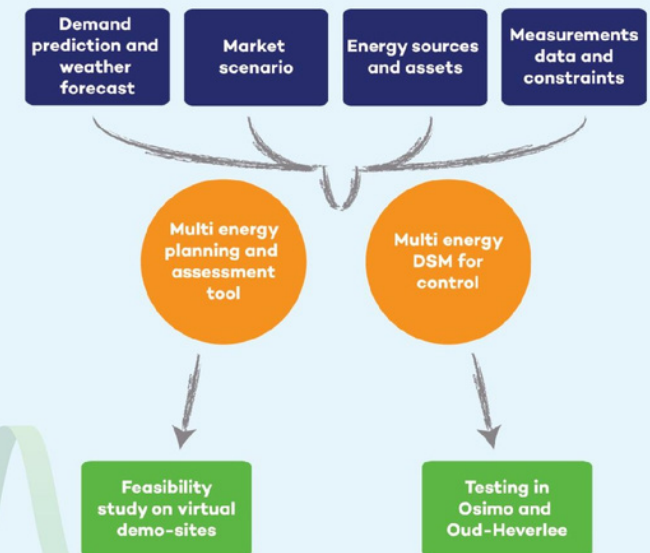 Demand
prediction and
weather
forecast
Market
scenario
Energy sources
and assets
Measurements
data and
constraints
Multi energy
planning and
assessment
tool
Multi energy
DSM for
control
Feasibility
study on virtual
demo-sites
Testing in
Osimo and
Oud-Heverlee